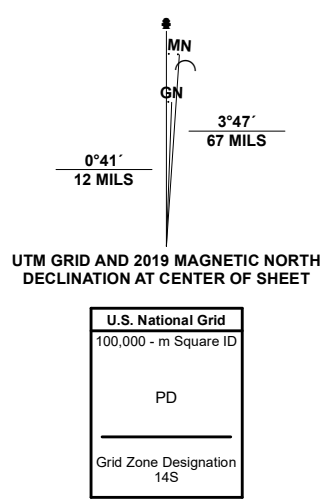 MN
GN
3°47´
67 MILS
0°41´
12 MILS
UTM GRID AND 2019 MAGNETIC NORTH
DECLINATION AT CENTER OF SHEET
U.S. National Grid
100,000 - m Square ID
PD
Grid Zone Designation
14S